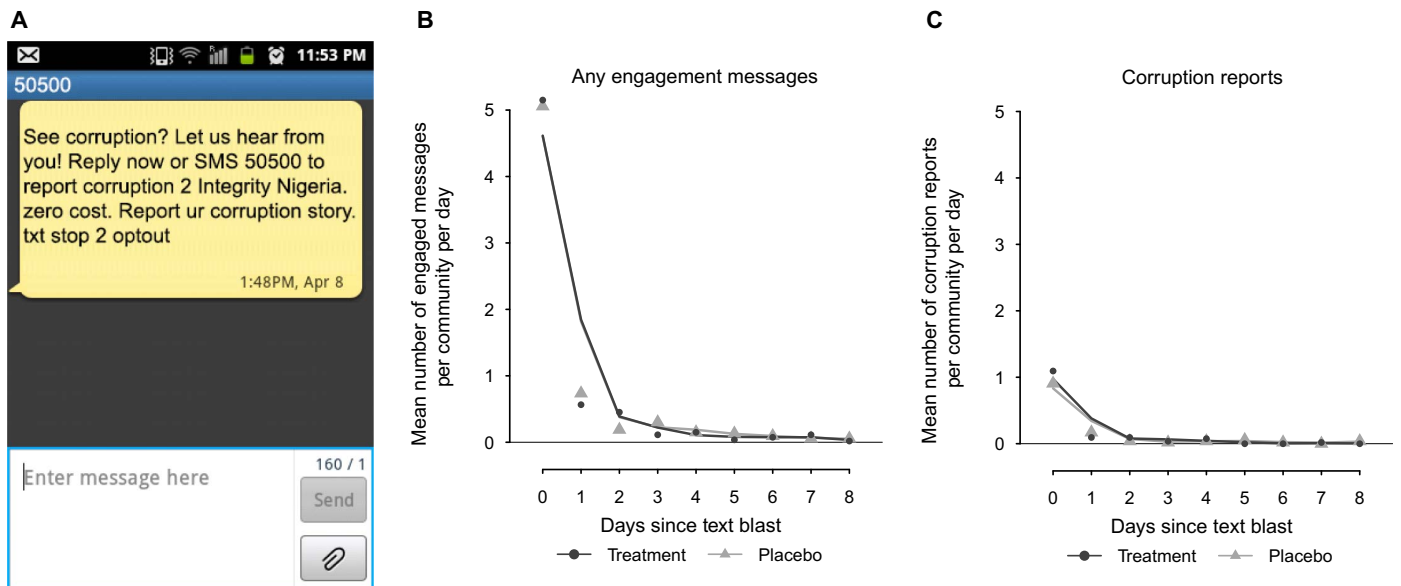 A
11:53 PM
50500
See corruption? Let us hear from
you! Reply now or SMS 50500 to
report corruption 2 Integrity Nigeria.
zero cost. Report ur corruption story.
txt stop 2 optout
1:48PM, Apr 8
160 / 1
Enter message here
Send
B
Any engagement messages
Mean number of engaged messages
per community per day
5
4
3
2
1
0
0 1 2 3 4 5 6 7 8
Days since text blast
Treatment Placebo
C
Corruption reports
Mean number of corruption reports
per community per day
5
4
3
2
1
0
0 1 2 3 4 5 6 7 8
Days since text blast
Treatment Placebo